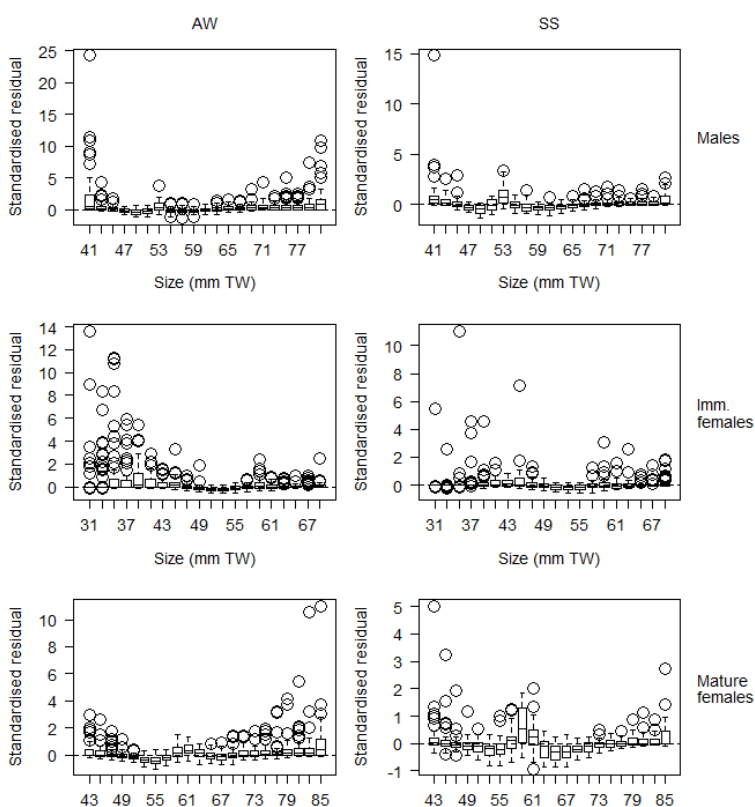 AW SS
Standardised residual
25
20
15
10
5
0
41 47 53 59 65 71 77
Size (mm TW)
Standardised residual
15
10
5
0
41 47 53 59 65 71 77
Size (mm TW)
Males
Standardised residual
14
12
10
8
6
4
2
0
31 37 43 49 55 61 67
Size (mm TW)
Standardised residual
10
8
6
4
2
0
31 37 43 49 55 61 67
Size (mm TW)
Imm.
females
Standardised residual
10
8
6
4
2
0
43 49 55 61 67 73 79 85
Standardised residual
5
4
3
2
1
0
-1
43 49 55 61 67 73 79 85
Mature
females